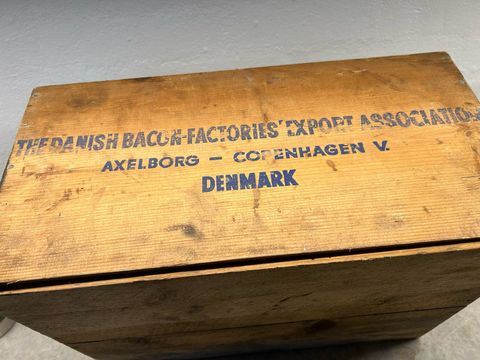 THE DANISH BACON-FACTORIES' EXPORT ASSOCIATION
AXELBORG — COPENHAGEN V.
DENMARK